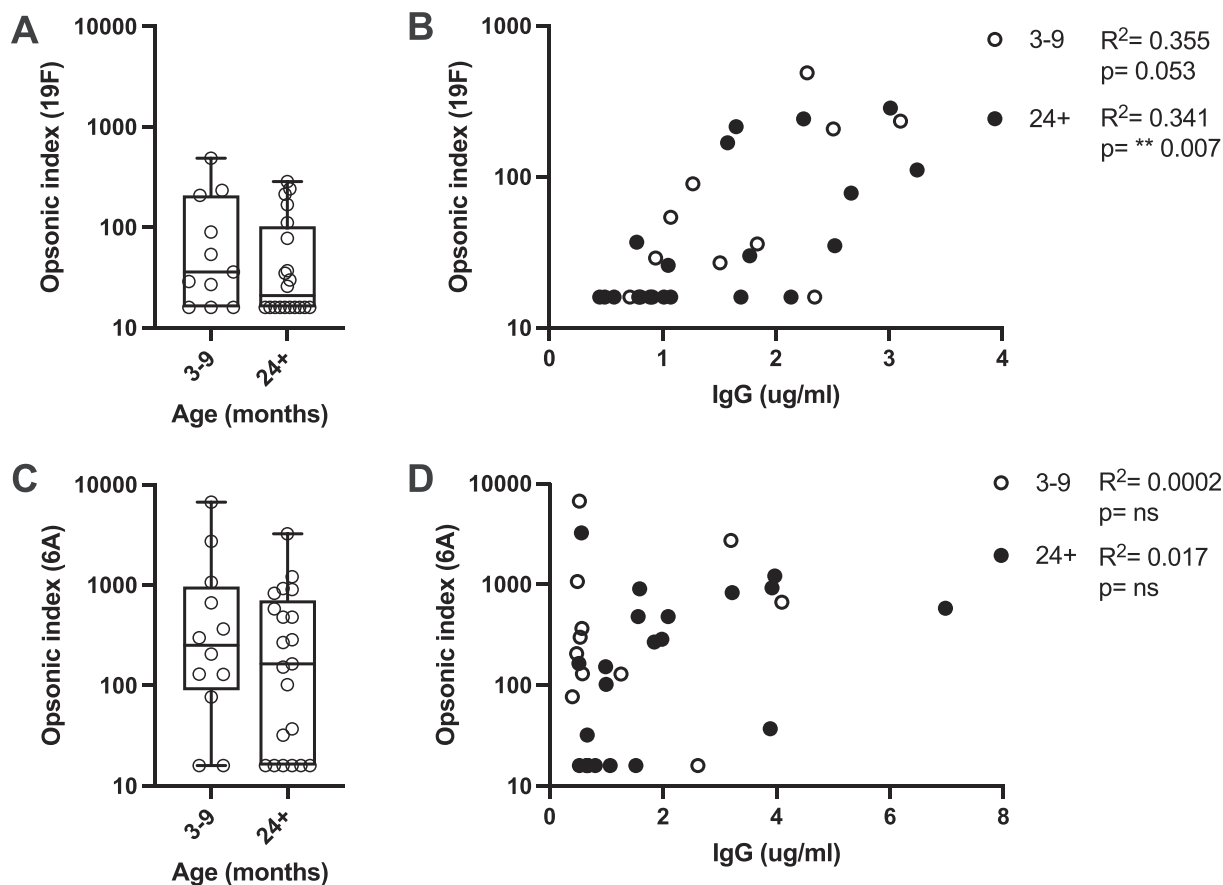 A
Opsonic index (19F)
10000
1000
100
10
3-9
24+
Age (months)
B
Opsonic index (19F)
1000
100
10
0
1
2
3
4
IgG (ug/ml)
3-9
R²= 0.355
p= 0.053
24+
R²= 0.341
p= ** 0.007
C
Opsonic index (6A)
10000
1000
100
10
3-9
24+
Age (months)
D
Opsonic index (6A)
10000
1000
100
10
0
2
4
6
8
IgG (ug/ml)
3-9
R²= 0.0002
p= ns
24+
R²= 0.017
p= ns